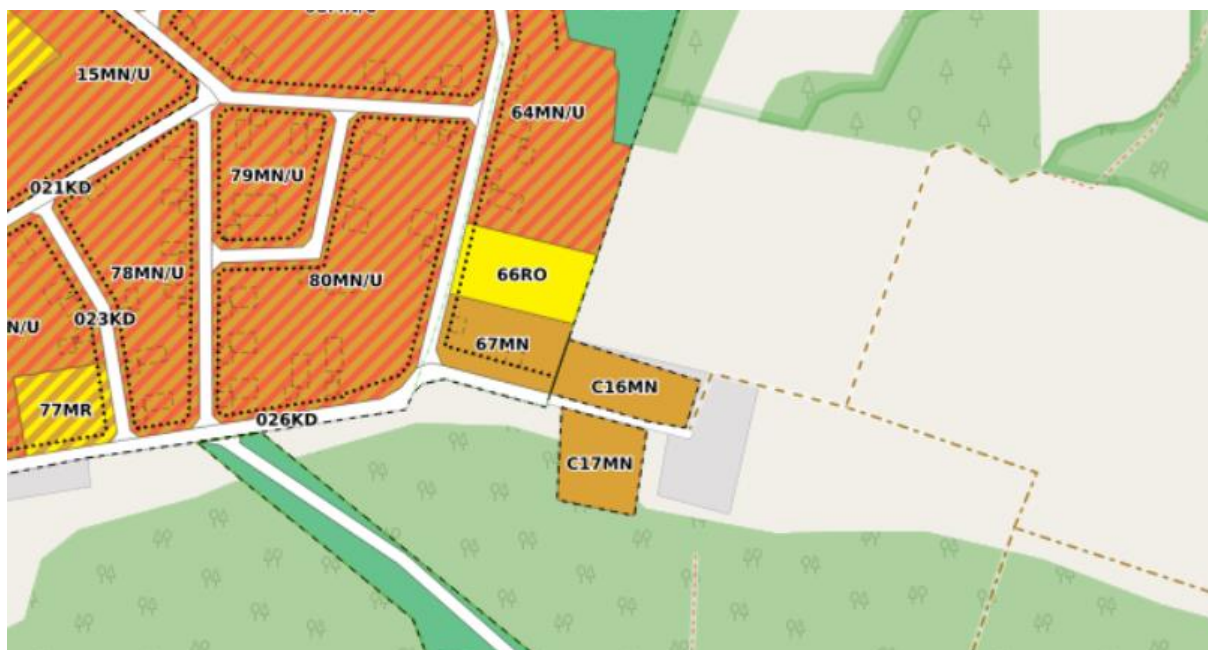 15MN/U
64MN/U
79MN/U
021KD
78MN/U
80MN/U
66RO
023KD
N/U
67MN
C16MN
77MR
026KD
C17MN